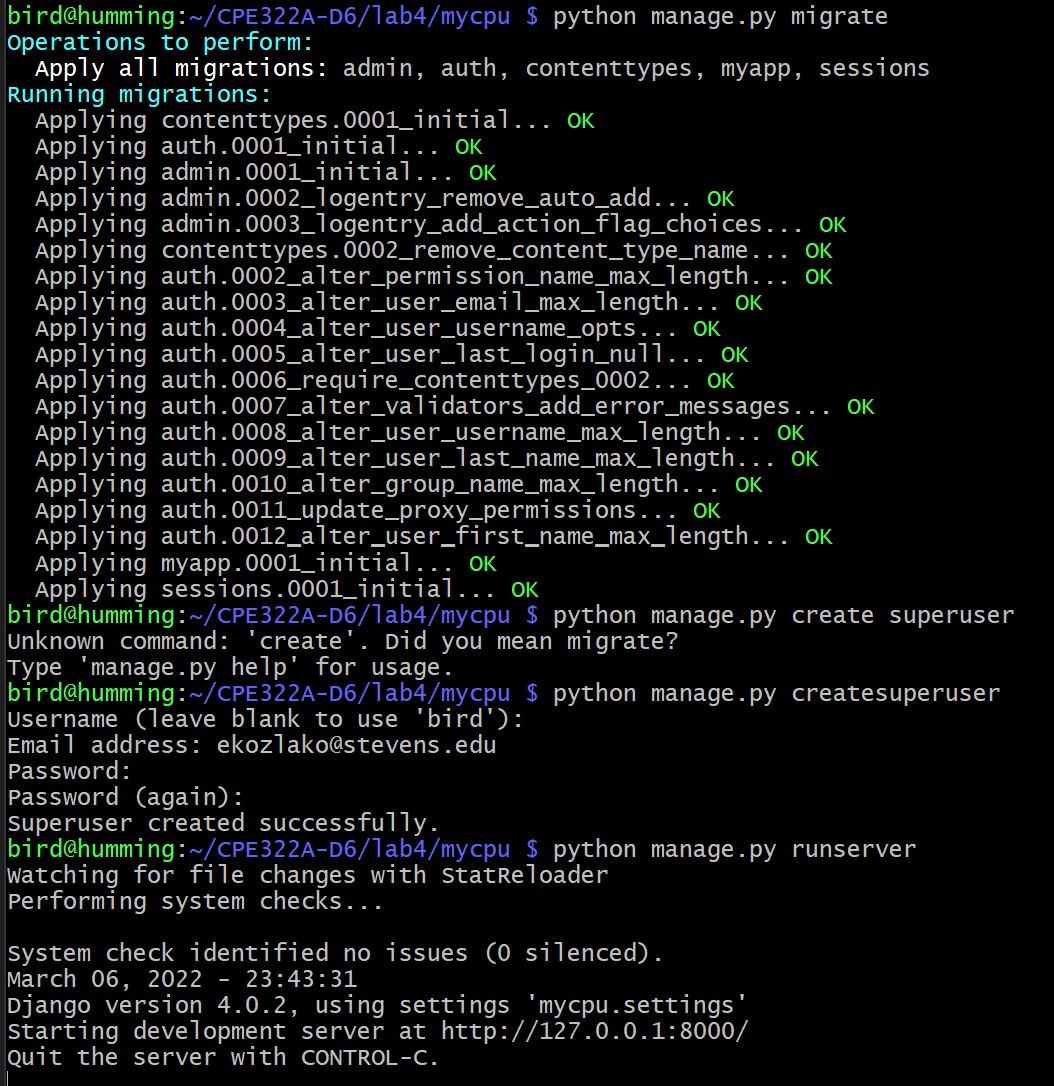 bird@humming:~/CPE322A-D6/lab4/mycpu $ python manage.py migrate
Operations to perform:
  Apply all migrations: admin, auth, contenttypes, myapp, sessions
Running migrations:
  Applying contenttypes.0001_initial... OK
  Applying auth.0001_initial... OK
  Applying admin.0001_initial... OK
  Applying admin.0002_logentry_remove_auto_add... OK
  Applying admin.0003_logentry_add_action_flag_choices... OK
  Applying contenttypes.0002_remove_content_type_name... OK
  Applying auth.0002_alter_permission_name_max_length... OK
  Applying auth.0003_alter_user_email_max_length... OK
  Applying auth.0004_alter_user_username_opts... OK
  Applying auth.0005_alter_user_last_login_null... OK
  Applying auth.0006_require_contenttypes_0002... OK
  Applying auth.0007_alter_validators_add_error_messages... OK
  Applying auth.0008_alter_user_username_max_length... OK
  Applying auth.0009_alter_user_last_name_max_length... OK
  Applying auth.0010_alter_group_name_max_length... OK
  Applying auth.0011_update_proxy_permissions... OK
  Applying auth.0012_alter_user_first_name_max_length... OK
  Applying myapp.0001_initial... OK
  Applying sessions.0001_initial... OK
bird@humming:~/CPE322A-D6/lab4/mycpu $ python manage.py create superuser
Unknown command: 'create'. Did you mean migrate?
Type 'manage.py help' for usage.
bird@humming:~/CPE322A-D6/lab4/mycpu $ python manage.py createsuperuser
Username (leave blank to use 'bird'):
Email address: ekozlako@stevens.edu
Password:
Password (again):
Superuser created successfully.
bird@humming:~/CPE322A-D6/lab4/mycpu $ python manage.py runserver
Watching for file changes with StatReloader
Performing system checks...

System check identified no issues (0 silenced).
March 06, 2022 - 23:43:31
Django version 4.0.2, using settings 'mycpu.settings'
Starting development server at http://127.0.0.1:8000/
Quit the server with CONTROL-C.